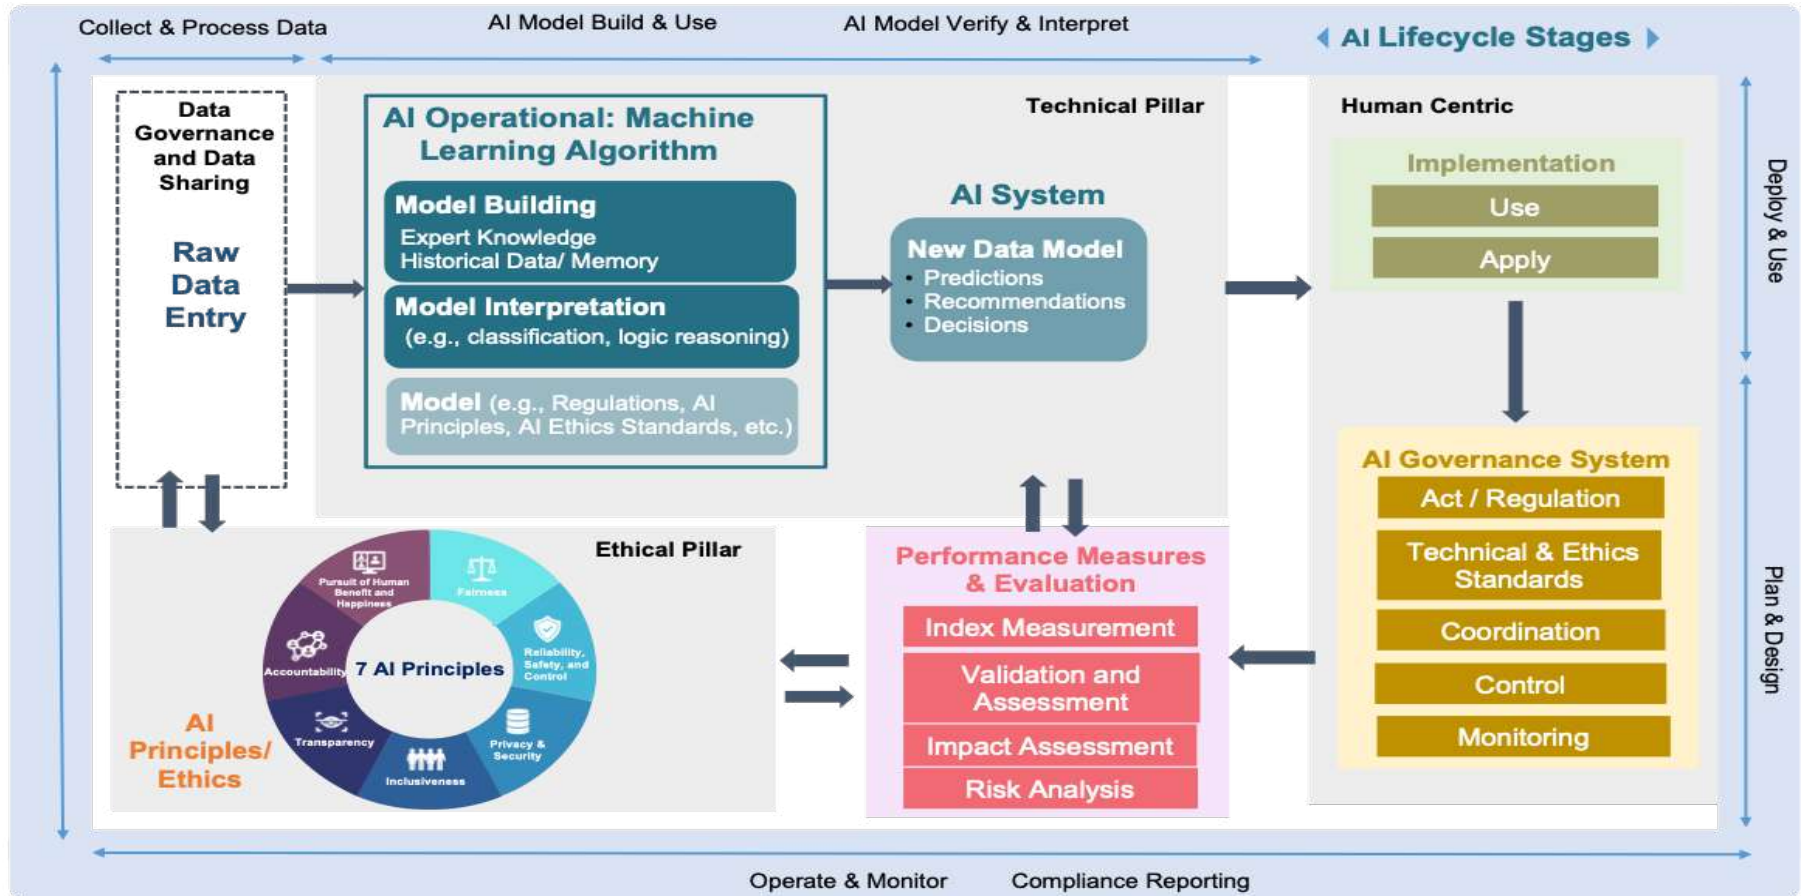 Collect & Process Data
AI Model Build & Use
AI Model Verify & Interpret
AI Lifecycle Stages
Data
Governance
and Data
Sharing
Raw
Data
Entry
AI Operational: Machine
Learning Algorithm
Model Building
Expert Knowledge
Historical Data/ Memory
Model Interpretation
(e.g., classification, logic reasoning)
Model (e.g., Regulations, AI
Principles, AI Ethics Standards, etc.)
Technical Pillar
AI System
New Data Model
• Predictions
• Recommendations
• Decisions
Human Centric
Implementation
Use
Apply
Deploy & Use
AI Governance System
Act / Regulation
Technical & Ethics
Standards
Coordination
Control
Monitoring
Plan & Design
Ethical Pillar
AI
Principles/
Ethics
7 AI Principles
Pursuit of Human
Benefit and
Happiness
Fairness
Reliability,
Safety, and
Control
Privacy &
Security
Inclusiveness
Transparency
Accountability
Performance Measures
& Evaluation
Index Measurement
Validation and
Assessment
Impact Assessment
Risk Analysis
Operate & Monitor
Compliance Reporting